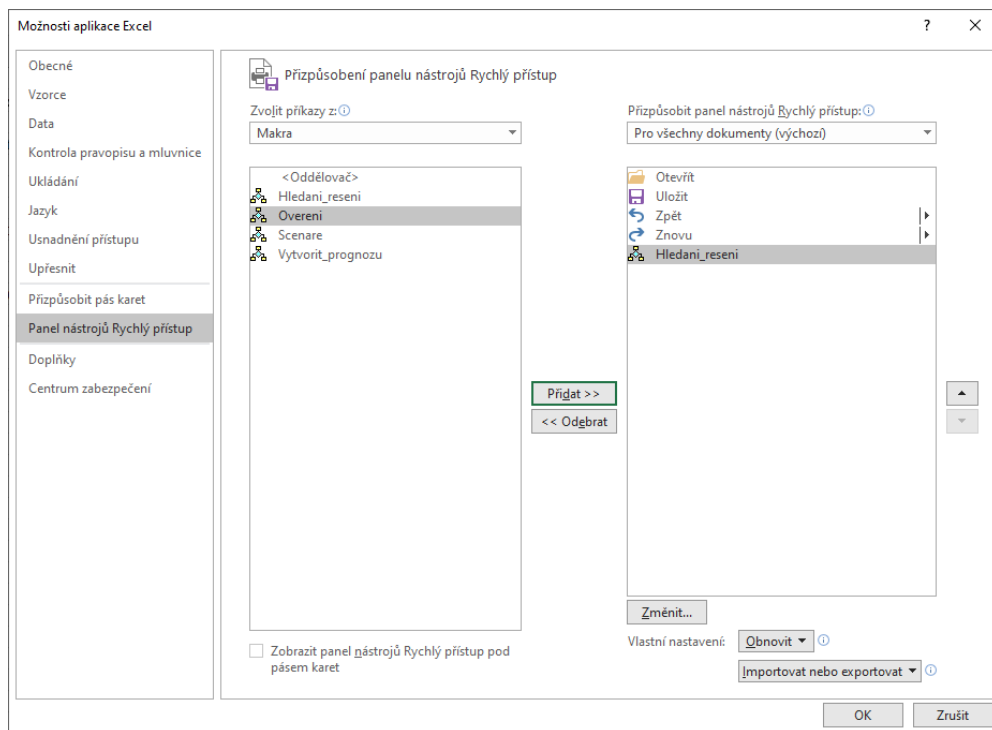 Možnosti aplikace Excel
?
Obecné
Vzorce
Data
Kontrola pravopisu a mluvnice
Ukládání
Jazyk
Usnadnění přístupu
Upřesnit
Přizpůsobit pás karet
Panel nástrojů Rychlý přístup
Doplňky
Centrum zabezpečení
Přizpůsobení panelu nástrojů Rychlý přístup
Zvolit příkazy z:
Makra
<Oddělovač>
Hledani_reseni
Overeni
Scenare
Vytvorit_prognozu
Zobrazit panel nástrojů Rychlý přístup pod
pásem karet
Přidat >>
<< Odebrat
Přizpůsobit panel nástrojů Rychlý přístup:
Pro všechny dokumenty (výchozí)
Otevřít
Uložit
Zpět
Znovu
Hledani_reseni
Změnit...
Vlastní nastavení:
Obnovit
Importovat nebo exportovat
OK
Zrušit